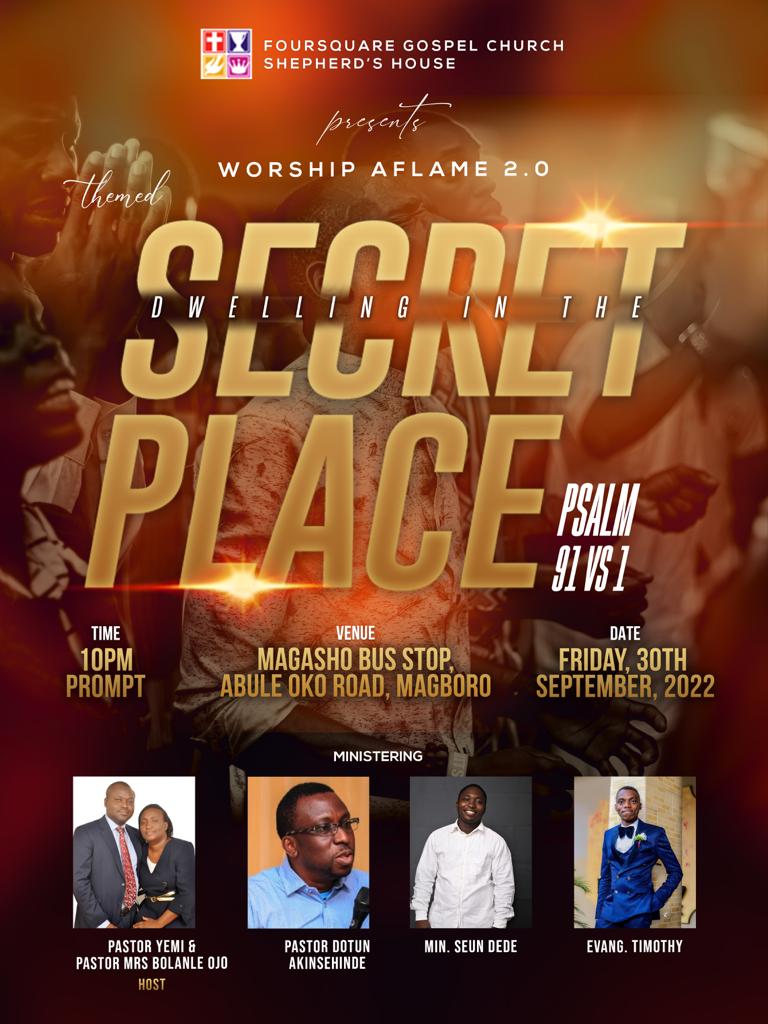 FOURSQUARE GOSPEL CHURCH
SHEPHERD'S HOUSE
presents
WORSHIP AFLAME 2.0
themed
DWELLING IN THE
SECRET
PLACE
PSALM
91 VS 1
TIME
10PM
PROMPT
VENUE
MAGASHO BUS STOP,
ABULE OKO ROAD, MAGBORO
DATE
FRIDAY, 30TH
SEPTEMBER, 2022
MINISTERING
PASTOR YEMI &
PASTOR MRS BOLANLE OJO
HOST
PASTOR DOTUN
AKINSEHINDE
MIN. SEUN DEDE
EVANG. TIMOTHY